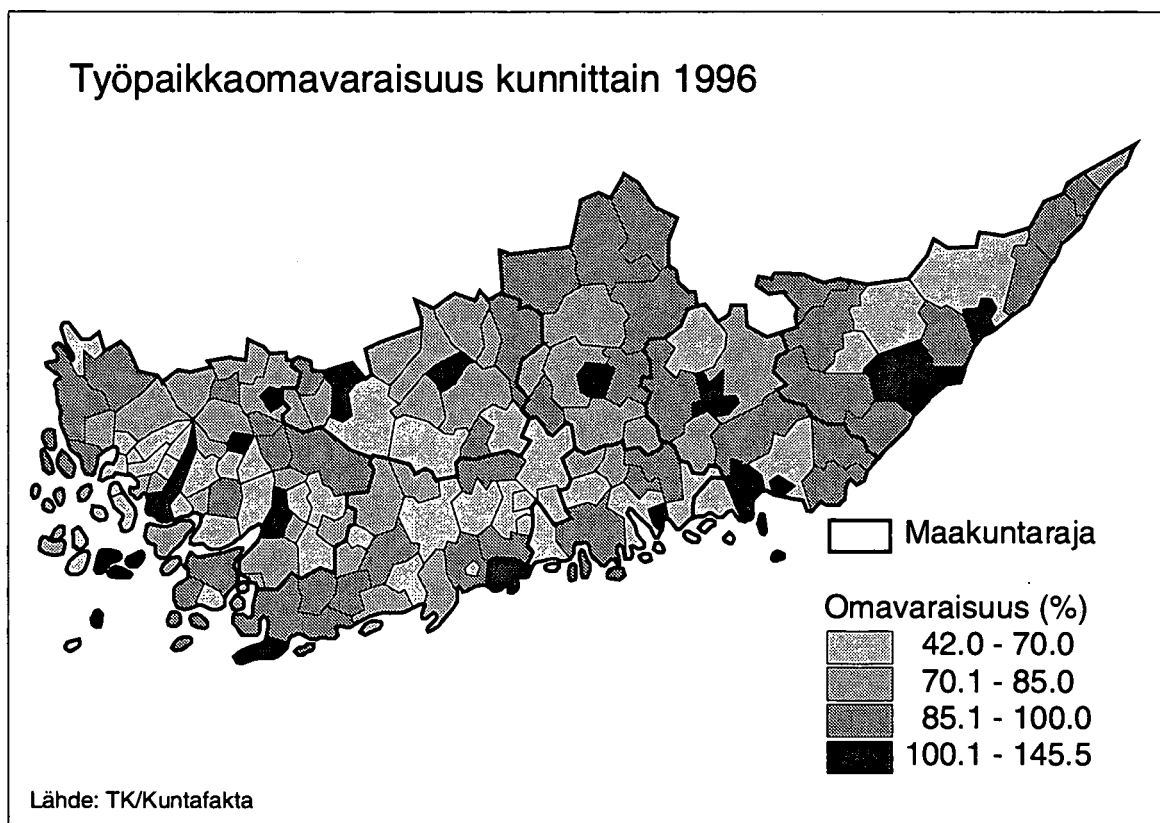 Työpaikkaomavaraisuus kunnittain 1996
Maakuntaraja
Omavaraisuus (%)
42.0 - 70.0
70.1 - 85.0
85.1 - 100.0
100.1 - 145.5
Lähde: TK/Kuntafakta